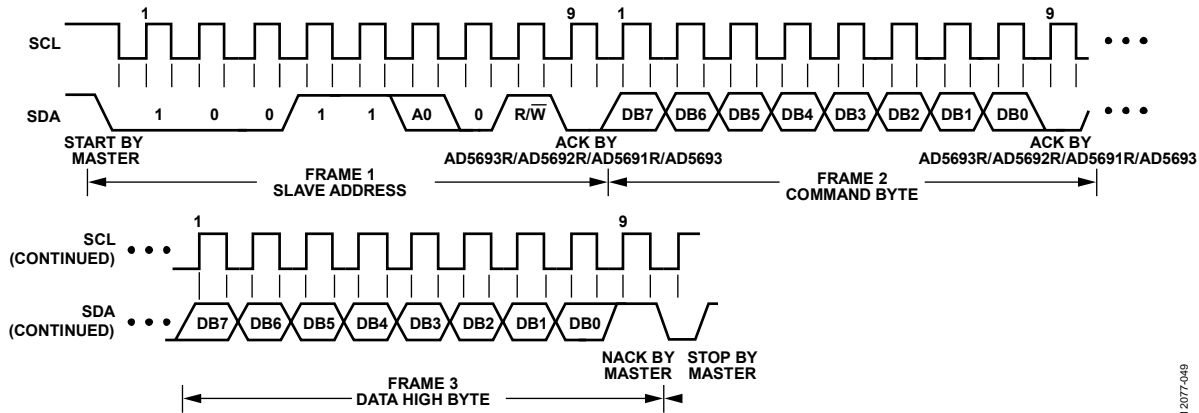 1 9 1 9
SCL
SDA 1 0 0 1 1 A0 0 R/W̅ DB7 DB6 DB5 DB4 DB3 DB2 DB1 DB0
START BY
MASTER
ACK BY
AD5693R/AD5692R/AD5691R/AD5693
ACK BY
AD5693R/AD5692R/AD5691R/AD5693
FRAME 1
SLAVE ADDRESS
FRAME 2
COMMAND BYTE
1 9
SCL
(CONTINUED)
SDA
(CONTINUED)
DB7 DB6 DB5 DB4 DB3 DB2 DB1 DB0
NACK BY
MASTER
STOP BY
MASTER
FRAME 3
DATA HIGH BYTE
2077-049